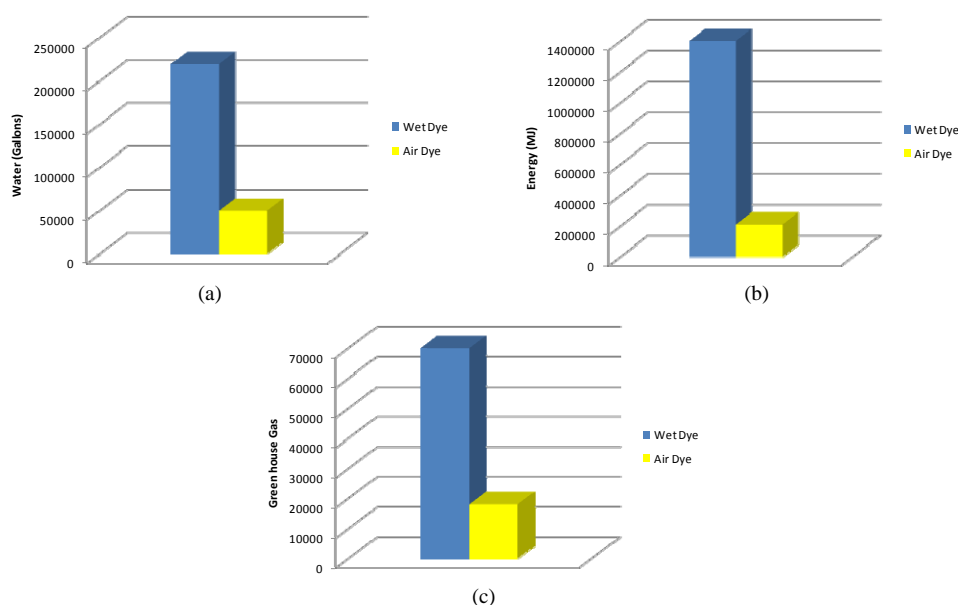 250000
200000
150000
100000
50000
0
Water (Gallons)
Wet Dye
Air Dye
(a)
1400000
1200000
1000000
800000
600000
400000
200000
0
Energy (MJ)
Wet Dye
Air Dye
(b)
70000
60000
50000
40000
30000
20000
10000
0
Green house Gas
Wet Dye
Air Dye
(c)